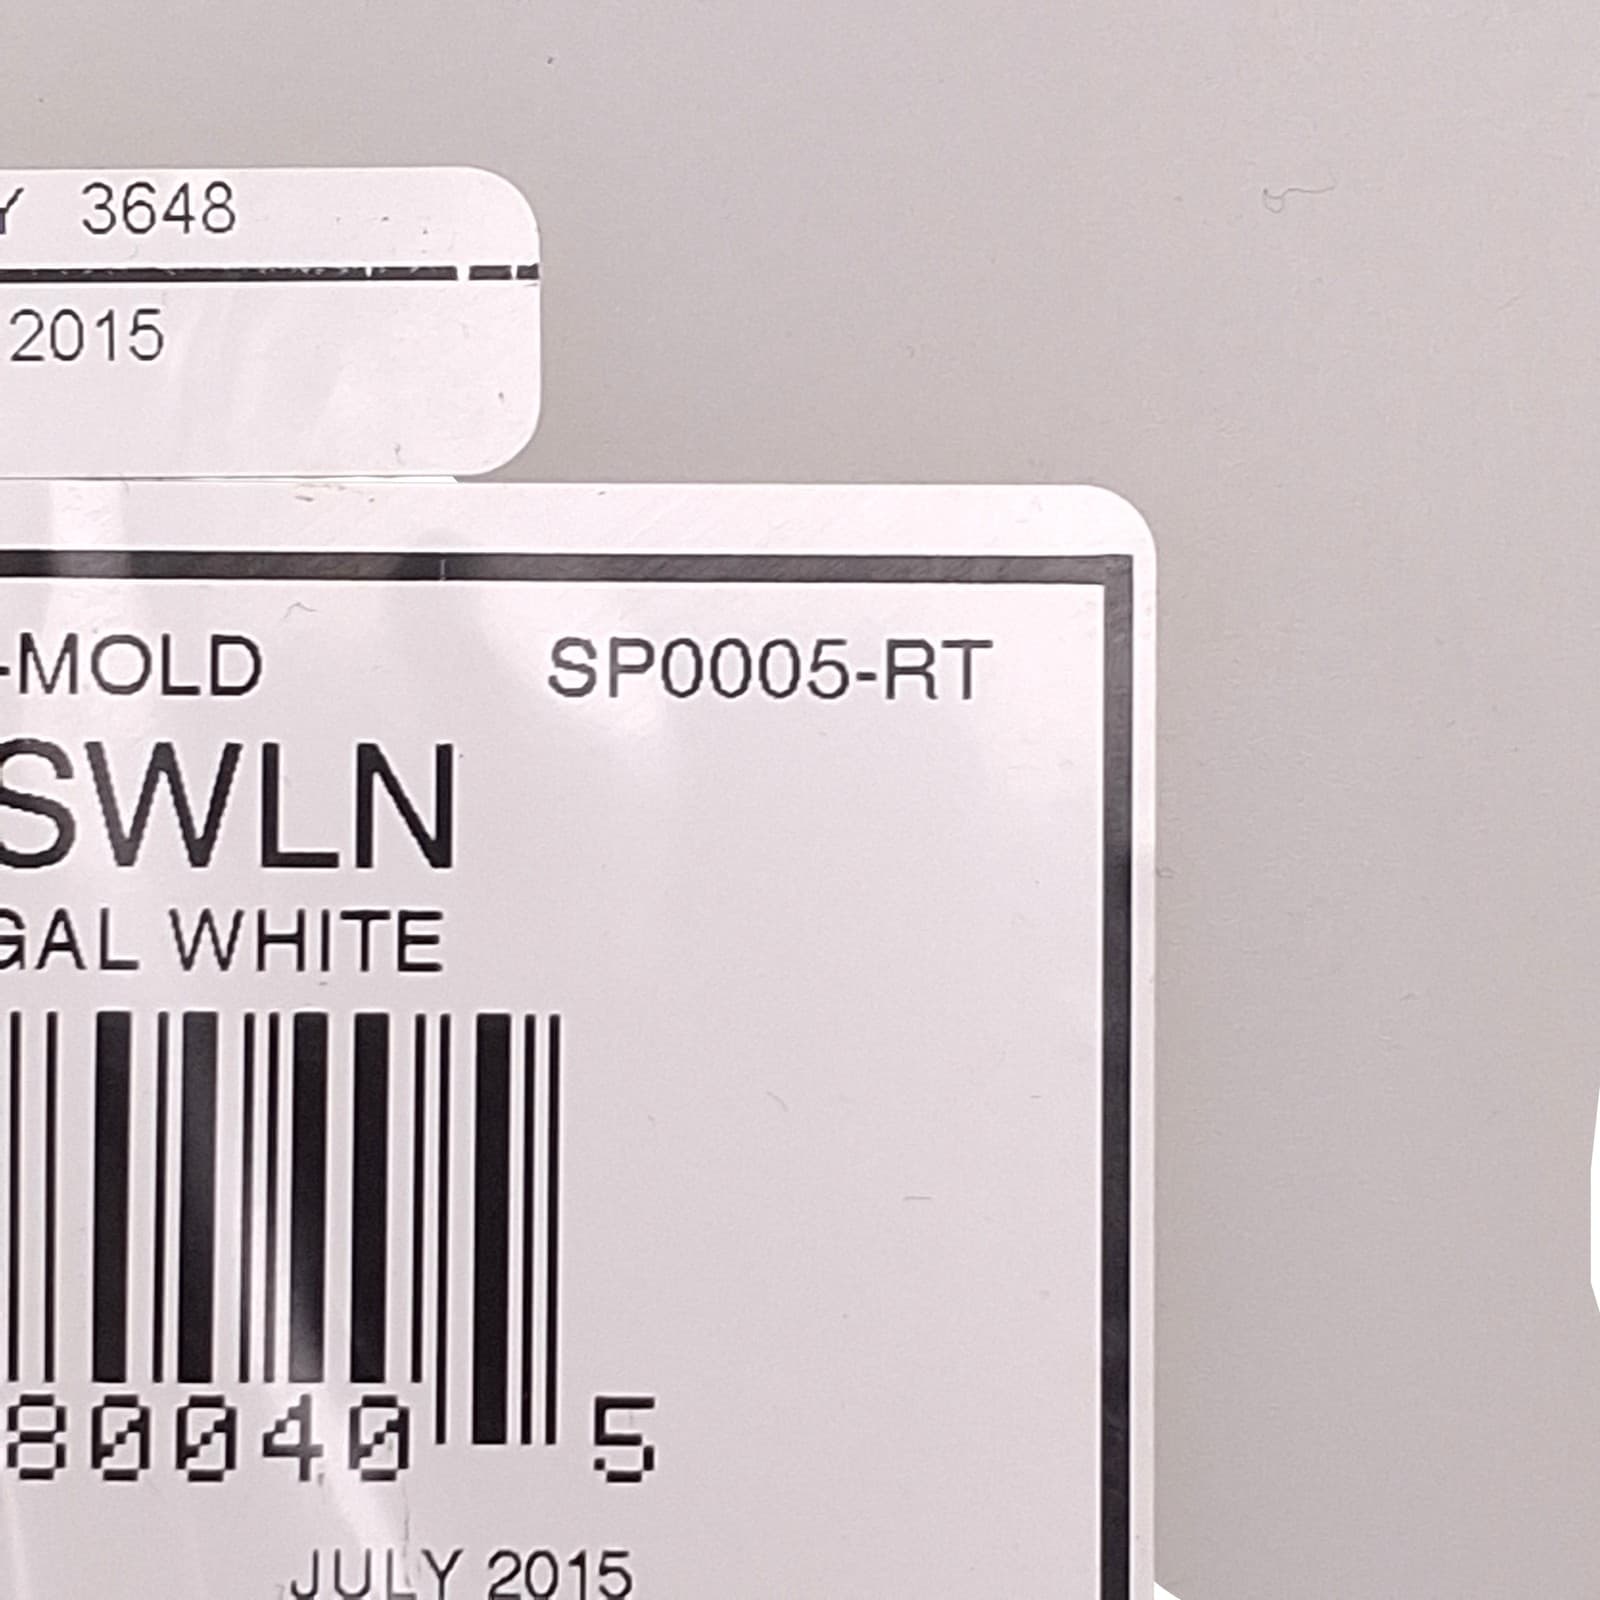 Y 3648
2015
-MOLD SP0005-RT
SWLN
GAL WHITE
80040 5
JULY 2015